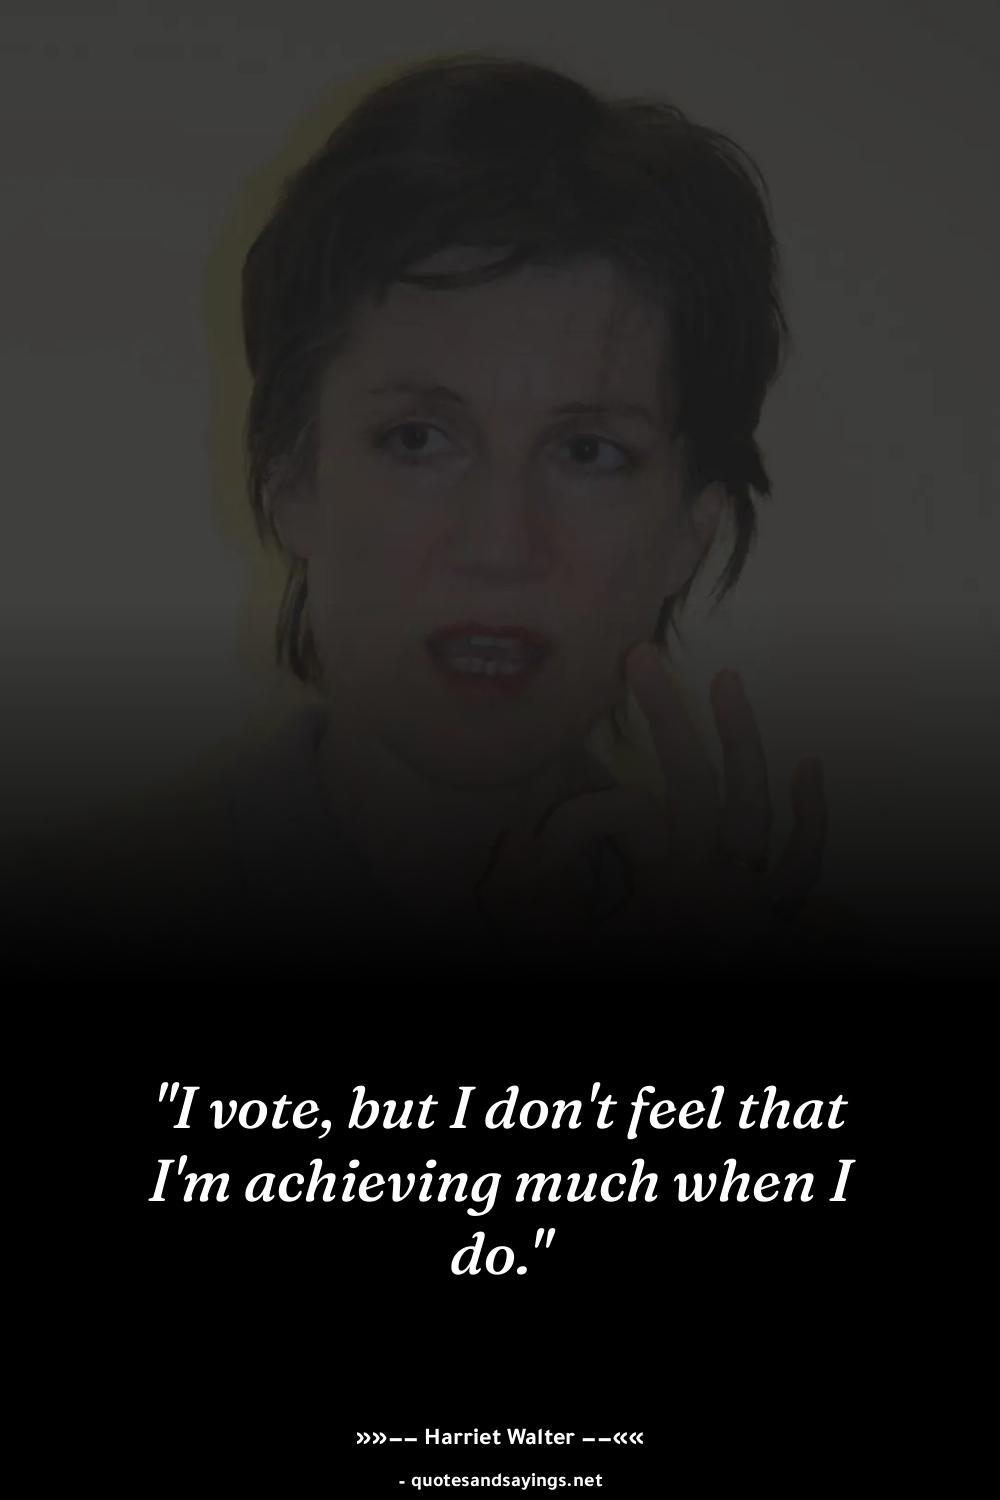 "I vote, but I don't feel that
I'm achieving much when I
do."
»»–– Harriet Walter ––««
- quotesandsayings.net